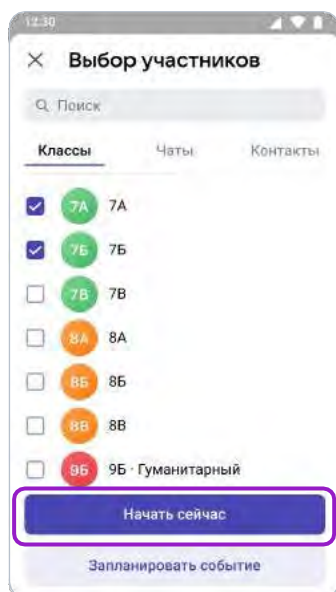 12:30
Выбор участников
Поиск
Классы Чаты Контакты
7А 7А
7Б 7Б
7В 7В
8А 8А
8Б 8Б
8В 8В
9Б 9Б · Гуманитарный
Начать сейчас
Запланировать событие